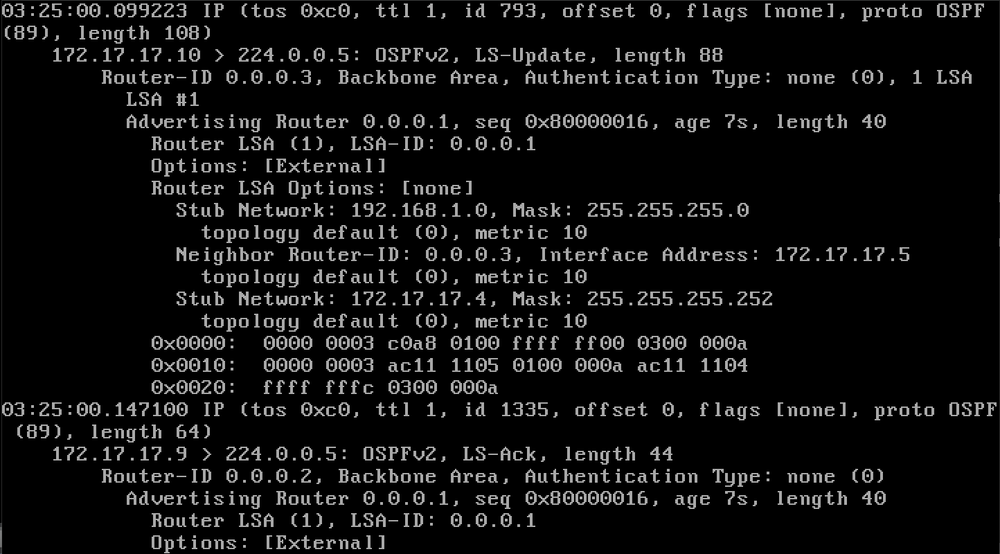 03:25:00.099223 IP (tos 0xc0, ttl 1, id 793, offset 0, flags [none], proto OSPF
(89), length 108)
    172.17.17.10 > 224.0.0.5: OSPFv2, LS-Update, length 88
        Router-ID 0.0.0.3, Backbone Area, Authentication Type: none (0), 1 LSA
          LSA #1
          Advertising Router 0.0.0.1, seq 0x80000016, age 7s, length 40
            Router LSA (1), LSA-ID: 0.0.0.1
            Options: [External]
            Router LSA Options: [none]
              Stub Network: 192.168.1.0, Mask: 255.255.255.0
                topology default (0), metric 10
              Neighbor Router-ID: 0.0.0.3, Interface Address: 172.17.17.5
                topology default (0), metric 10
              Stub Network: 172.17.17.4, Mask: 255.255.255.252
                topology default (0), metric 10
            0x0000:  0000 0003 c0a8 0100 ffff ff00 0300 000a
            0x0010:  0000 0003 ac11 1105 0100 000a ac11 1104
            0x0020:  ffff fffc 0300 000a
03:25:00.147100 IP (tos 0xc0, ttl 1, id 1335, offset 0, flags [none], proto OSPF
 (89), length 64)
    172.17.17.9 > 224.0.0.5: OSPFv2, LS-Ack, length 44
        Router-ID 0.0.0.2, Backbone Area, Authentication Type: none (0)
          Advertising Router 0.0.0.1, seq 0x80000016, age 7s, length 40
            Router LSA (1), LSA-ID: 0.0.0.1
            Options: [External]